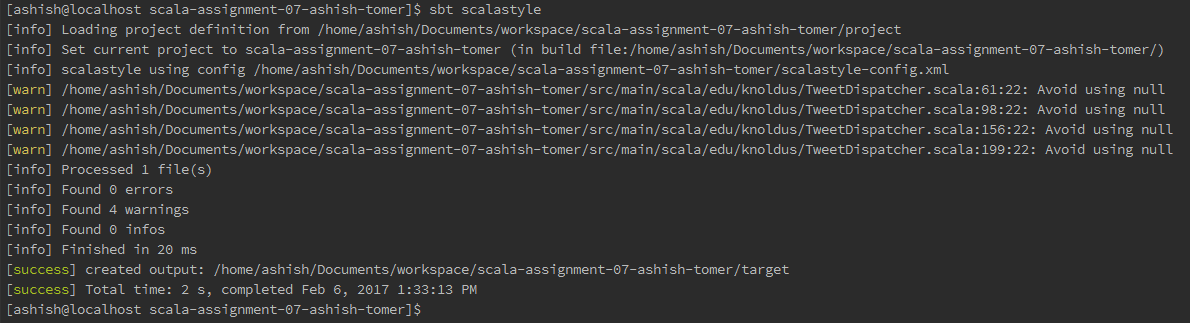 [ashish@localhost scala-assignment-07-ashish-tomer]$ sbt scalastyle
[info] Loading project definition from /home/ashish/Documents/workspace/scala-assignment-07-ashish-tomer/project
[info] Set current project to scala-assignment-07-ashish-tomer (in build file:/home/ashish/Documents/workspace/scala-assignment-07-ashish-tomer/)
[info] scalastyle using config /home/ashish/Documents/workspace/scala-assignment-07-ashish-tomer/scalastyle-config.xml
[warn] /home/ashish/Documents/workspace/scala-assignment-07-ashish-tomer/src/main/scala/edu/knoldus/TweetDispatcher.scala:61:22: Avoid using null
[warn] /home/ashish/Documents/workspace/scala-assignment-07-ashish-tomer/src/main/scala/edu/knoldus/TweetDispatcher.scala:98:22: Avoid using null
[warn] /home/ashish/Documents/workspace/scala-assignment-07-ashish-tomer/src/main/scala/edu/knoldus/TweetDispatcher.scala:156:22: Avoid using null
[warn] /home/ashish/Documents/workspace/scala-assignment-07-ashish-tomer/src/main/scala/edu/knoldus/TweetDispatcher.scala:199:22: Avoid using null
[info] Processed 1 file(s)
[info] Found 0 errors
[info] Found 4 warnings
[info] Found 0 infos
[info] Finished in 20 ms
[success] created output: /home/ashish/Documents/workspace/scala-assignment-07-ashish-tomer/target
[success] Total time: 2 s, completed Feb 6, 2017 1:33:13 PM
[ashish@localhost scala-assignment-07-ashish-tomer]$